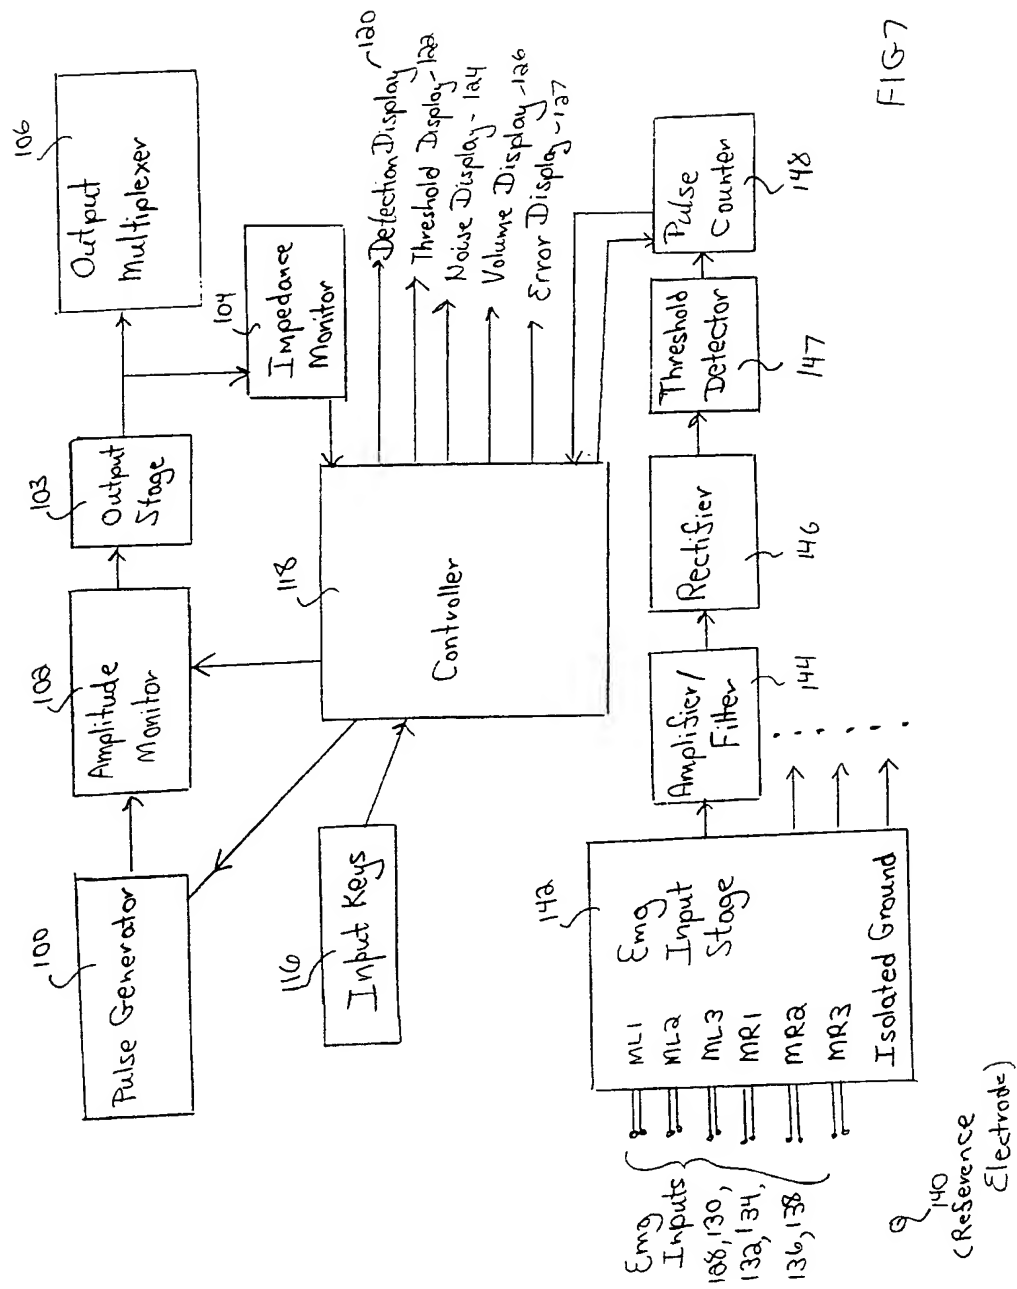 100
Pulse Generator
102
Amplitude
Monitor
103
Output
Stage
106
Output
Multiplexer
104
Impedance
Monitor
116
Input Keys
118
Controller
Detection Display
120
Threshold Display - 122
Noise Display - 124
Volume Display - 126
Error Display - 127
Emg
Inputs
128, 130,
132, 134,
136, 138
142
ML1
ML2
ML3
MR1
MR2
MR3
Isolated Ground
Emg
Input
Stage
Amplifier/
Filter
144
Rectifier
146
Threshold
Detector
147
Pulse
Counter
148
140
(Reference
Electrode)
FIG 7